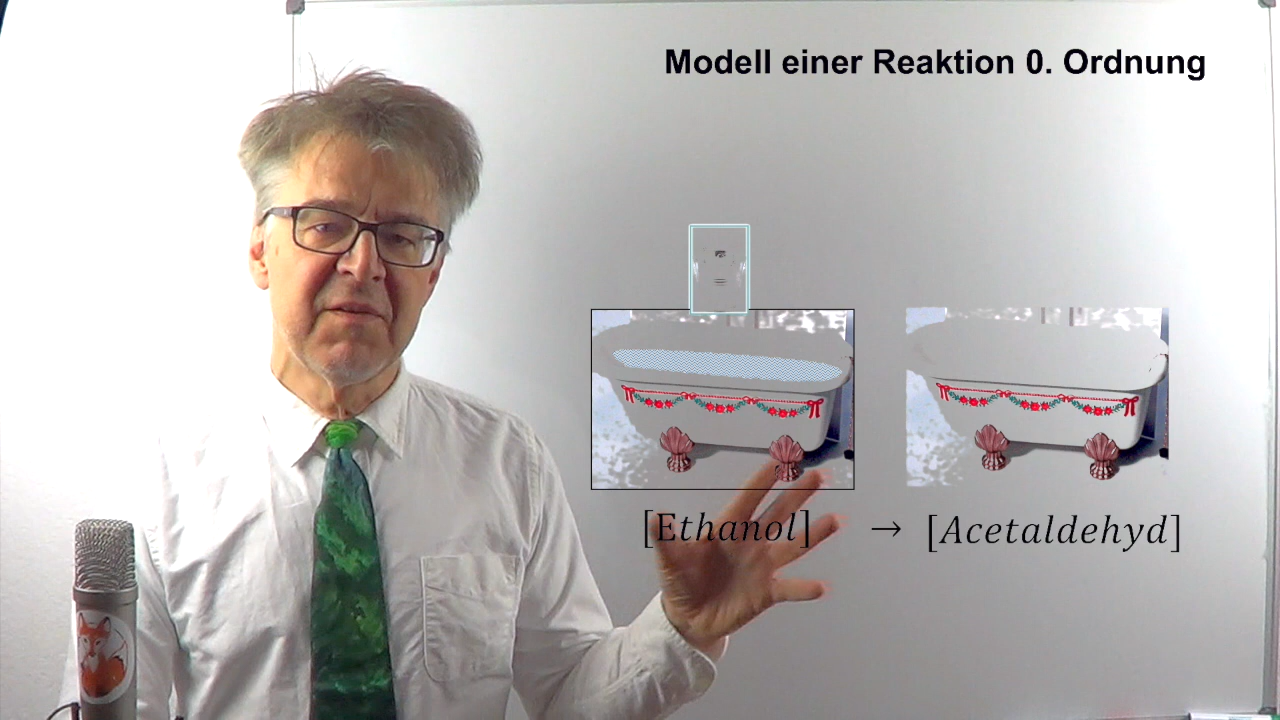 Modell einer Reaktion 0. Ordnung
[Ethanol] → [Acetaldehyd]